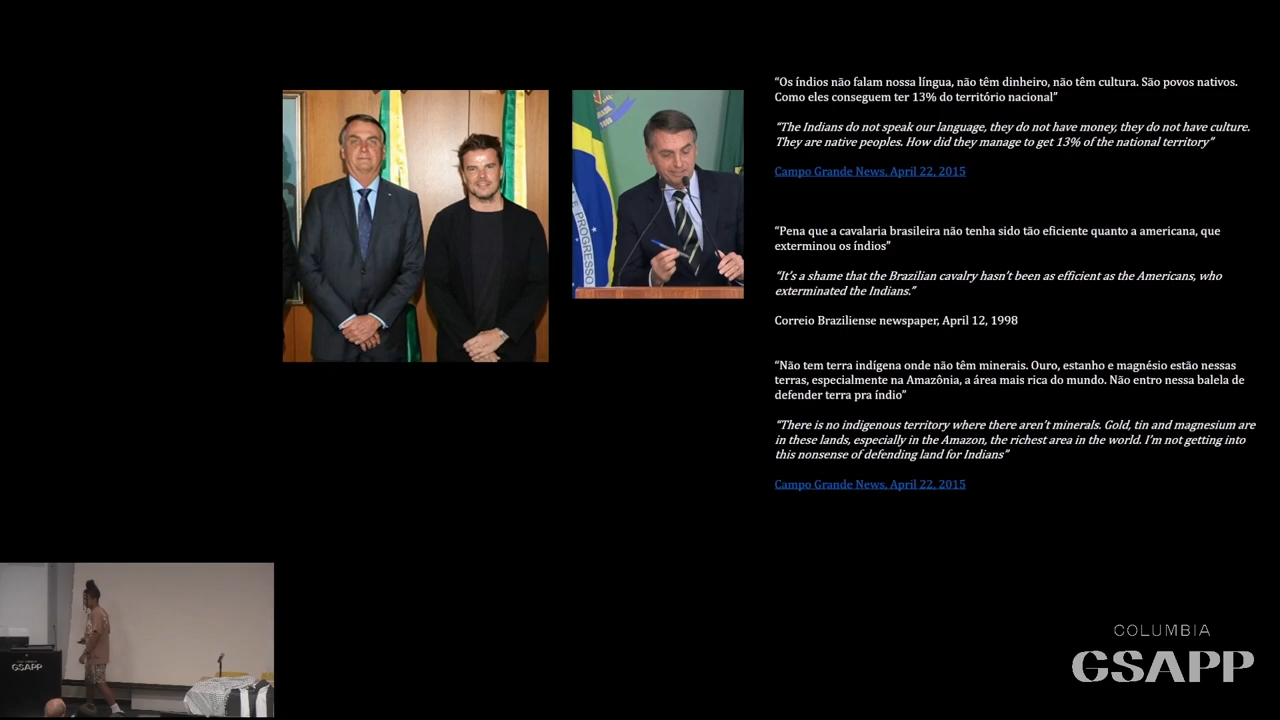 “Os índios não falam nossa língua, não têm dinheiro, não têm cultura. São povos nativos.
Como eles conseguem ter 13% do território nacional”
“The Indians do not speak our language, they do not have money, they do not have culture.
They are native peoples. How did they manage to get 13% of the national territory”
Campo Grande News, April 22, 2015
“Pena que a cavalaria brasileira não tenha sido tão eficiente quanto a americana, que
exterminou os índios”
“It’s a shame that the Brazilian cavalry hasn’t been as efficient as the Americans, who
exterminated the Indians.”
Correio Braziliense newspaper, April 12, 1998
“Não tem terra indígena onde não têm minerais. Ouro, estanho e magnésio estão nessas
terras, especialmente na Amazônia, a área mais rica do mundo. Não entro nessa balela de
defender terra pra índio”
“There is no indigenous territory where there aren’t minerals. Gold, tin and magnesium are
in these lands, especially in the Amazon, the richest area in the world. I’m not getting into
this nonsense of defending land for Indians”
Campo Grande News, April 22, 2015
E PROGRESSO
GSAPP
COLUMBIA
GSAPP